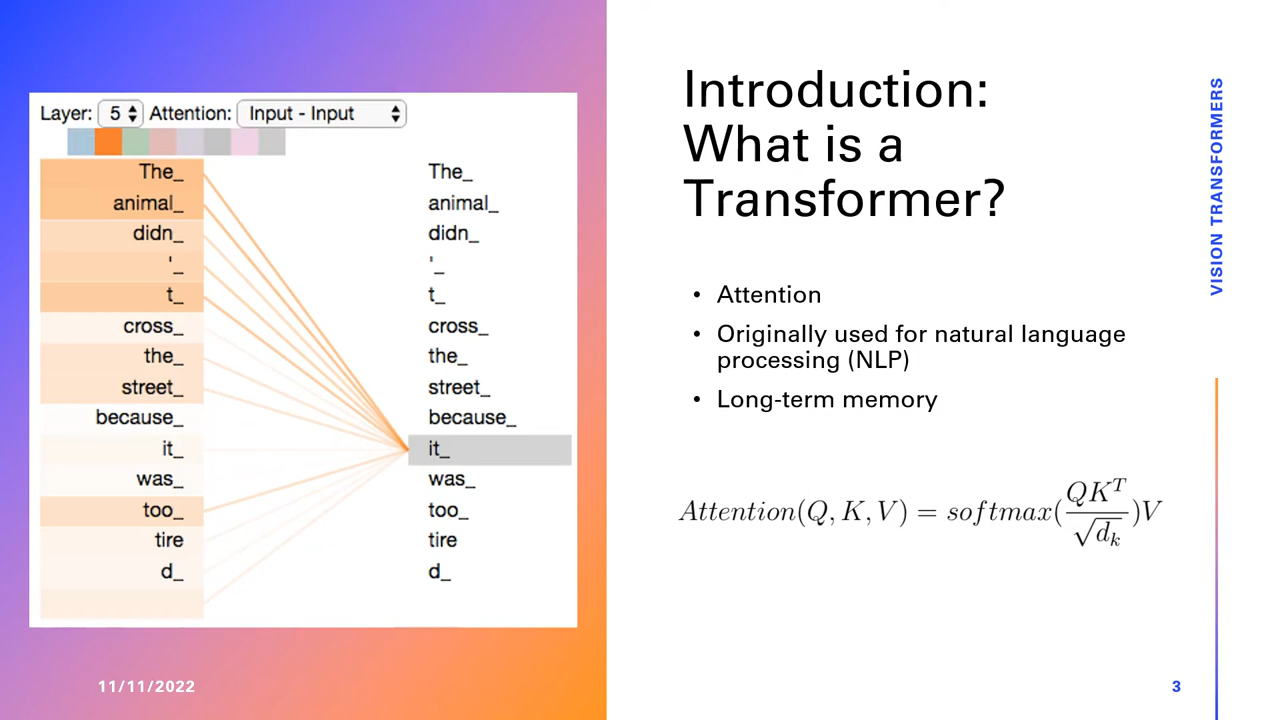 Layer: 5 Attention: Input - Input
The_ The_
animal_ animal_
didn_ didn_
'_ '_
t_ t_
cross_ cross_
the_ the_
street_ street_
because_ because_
it_ it_
was_ was_
too_ too_
tire tire
d_ d_
11/11/2022
Introduction:
What is a
Transformer?
• Attention
• Originally used for natural language
processing (NLP)
• Long-term memory
Attention(Q, K, V) = softmax(\frac{QK^T}{\sqrt{d_k}})V
VISION TRANSFORMERS
3